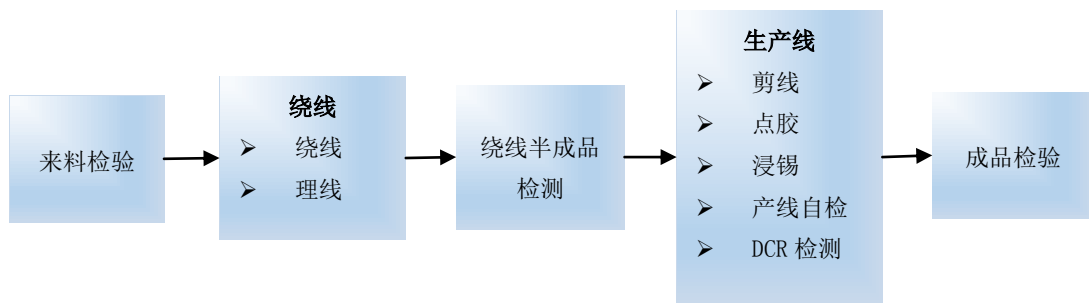 来料检验
绕线
➢ 绕线
➢ 理线
绕线半成品
检测
生产线
➢ 剪线
➢ 点胶
➢ 浸锡
➢ 产线自检
➢ DCR 检测
成品检验